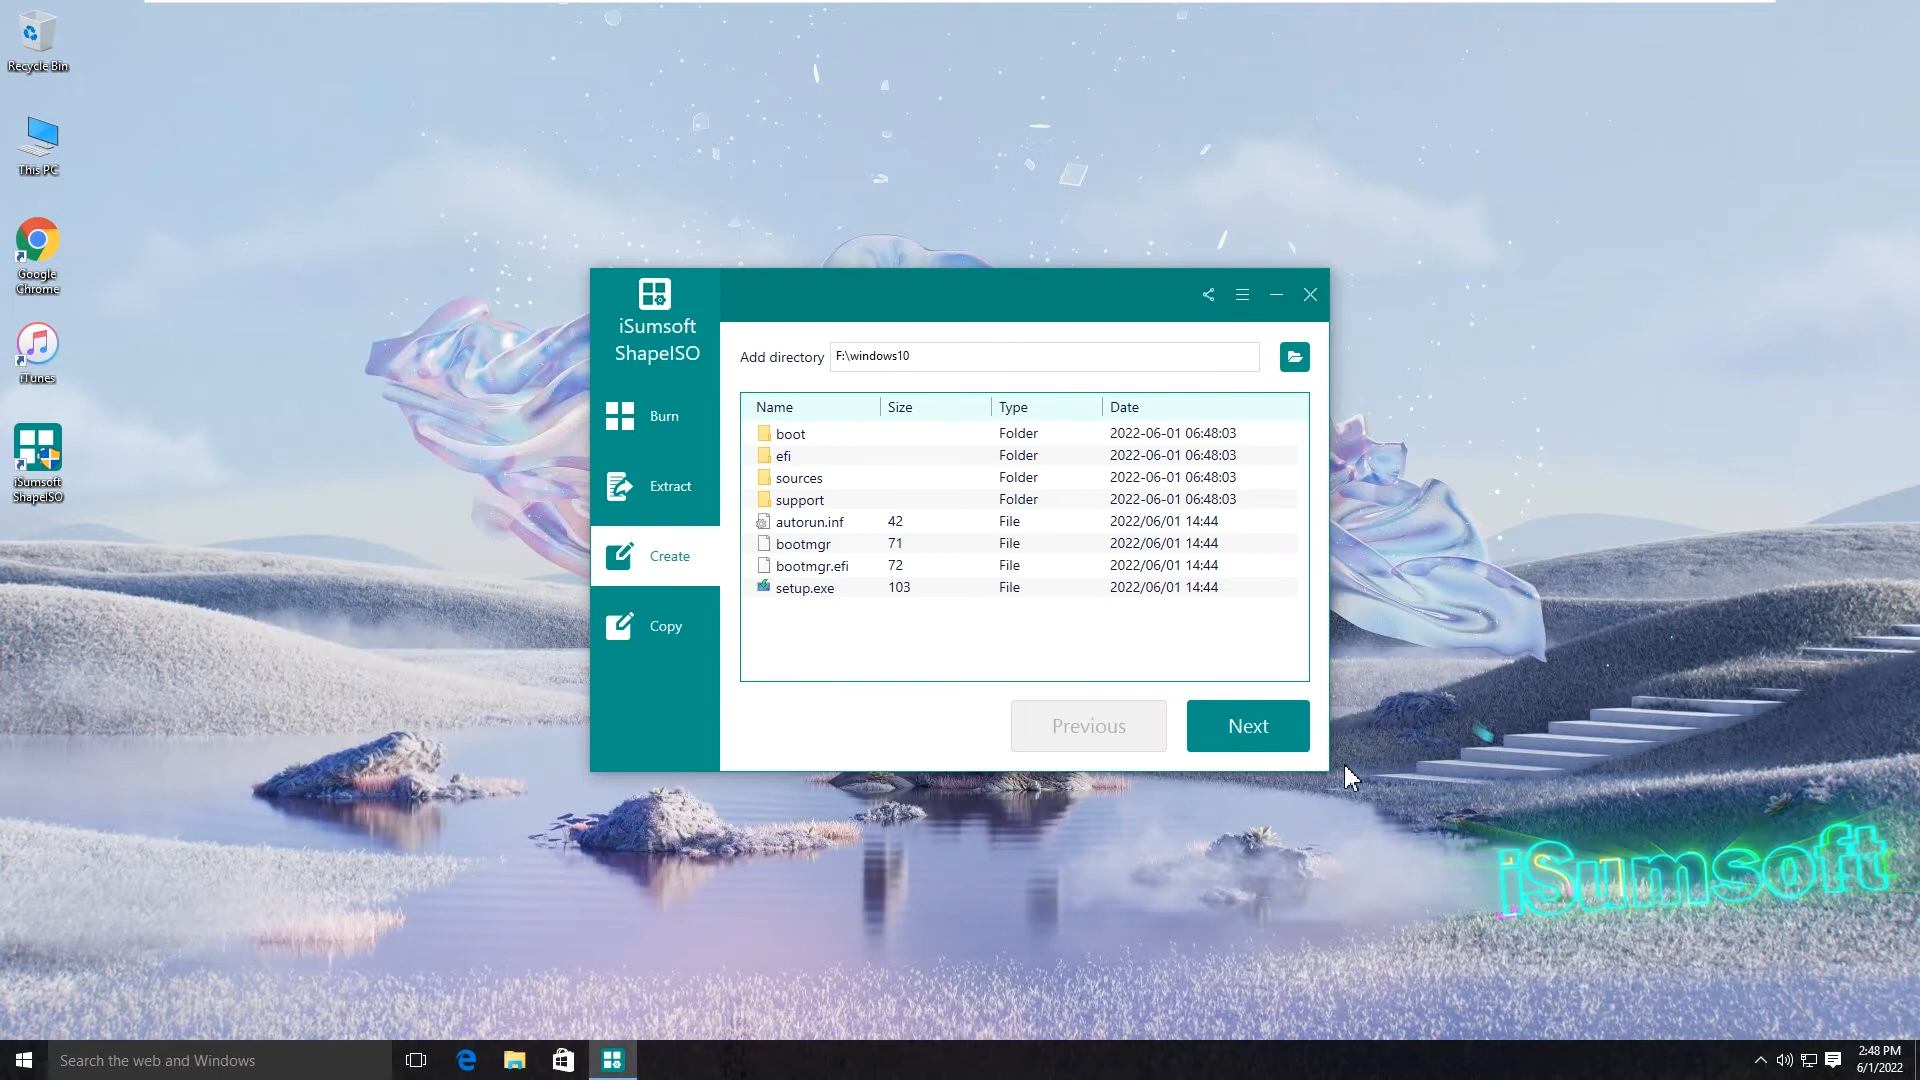 Recycle Bin
This PC
Google
Chrome
iTunes
iSumsoft
ShapeISO
iSumsoft
ShapeISO
Burn
Extract
Create
Copy
Add directory F:\windows10
Name Size Type Date
boot Folder 2022-06-01 06:48:03
efi Folder 2022-06-01 06:48:03
sources Folder 2022-06-01 06:48:03
support Folder 2022-06-01 06:48:03
autorun.inf 42 File 2022/06/01 14:44
bootmgr 71 File 2022/06/01 14:44
bootmgr.efi 72 File 2022/06/01 14:44
setup.exe 103 File 2022/06/01 14:44
Previous Next
iSumsoft
Search the web and Windows
2:48 PM
6/1/2022